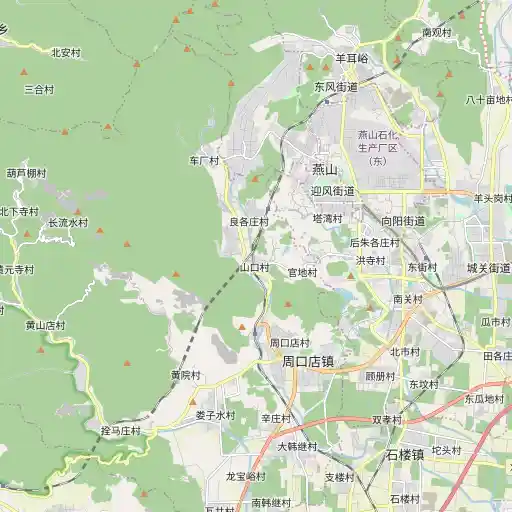 乡
南观村
北安村
羊耳峪
三合村
东风街道
八十亩地村
燕山石化
生产厂区
（东）
车厂村
葫芦棚村
燕山
迎风街道
羊头岗村
北下寺村
长流水村
良各庄村
塔湾村
向阳街道
后朱各庄村
山口村
官地村
洪寺村
东街村
城关街道
元寺村
南关村
黄山店村
瓜市村
周口店村
北市村
田各
周口店镇
黄院村
顾册村
东坟村
东瓜地村
娄子水村
辛庄村
双孝村
拴马庄村
大韩继村
石楼镇
坨头村
龙宝峪村
支楼村
瓦井村
南韩继村
石楼村